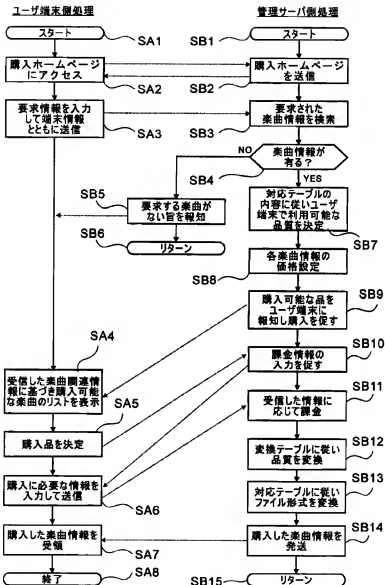 ユーザ端末側処理
管理サーバ側処理
スタート
SA1
購入ホームページ
にアクセス
SA2
要求情報を入力
して端末情報
とともに送信
SA3
SB1
スタート
購入ホームページ
を送信
SB2
要求された
楽曲情報を検索
SB3
楽曲情報が
有る?
NO
YES
SB4
SB5
要求する楽曲が
ない旨を報知
SB6
リターン
対応テーブルの
内容に従いユーザ
端末で利用可能な
品質を決定
SB7
各楽曲情報の
価格設定
SB8
購入可能な品を
ユーザ端末に
報知し購入を促す
SB9
SA4
受信した楽曲関連情
報に基づき購入可能
な楽曲のリストを表示
課金情報の
入力を促す
SB10
SA5
購入品を決定
受信した情報に
応じて課金
SB11
購入に必要な情報を
入力して送信
SA6
変換テーブルに従い
品質を変換
SB12
対応テーブルに従い
ファイル形式を変換
SB13
購入した楽曲情報を
受領
SA7
購入した楽曲情報を
発送
SB14
終了
SA8
SB15
リターン